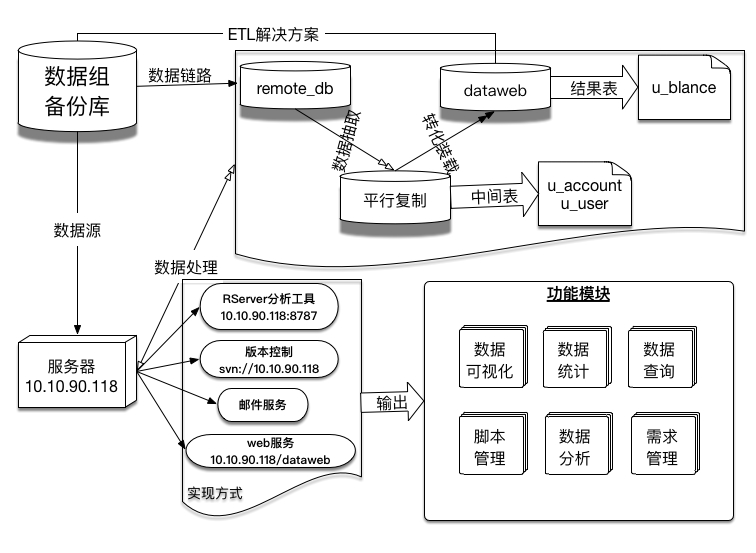 ETL解决方案
数据组
备份库
数据链路
remote_db
dataweb
结果表
u_blance
数据抽取
转化装载
平行复制
中间表
u_account
u_user
数据源
数据处理
服务器
10.10.90.118
RServer分析工具
10.10.90.118:8787
版本控制
svn://10.10.90.118
邮件服务
web服务
10.10.90.118/dataweb
实现方式
输出
功能模块
数据
可视化
数据
统计
数据
查询
脚本
管理
数据
分析
需求
管理